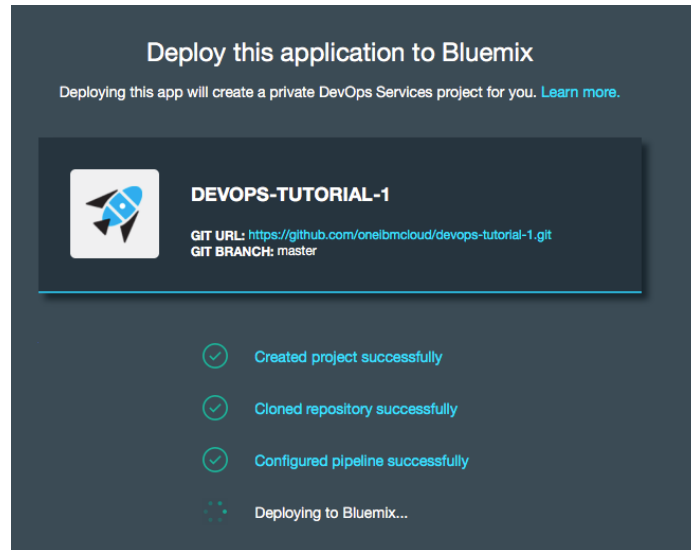 Deploy this application to Bluemix
Deploying this app will create a private DevOps Services project for you. Learn more.
DEVOPS-TUTORIAL-1
GIT URL: https://github.com/oneibmcloud/devops-tutorial-1.git
GIT BRANCH: master
Created project successfully
Cloned repository successfully
Configured pipeline successfully
Deploying to Bluemix...